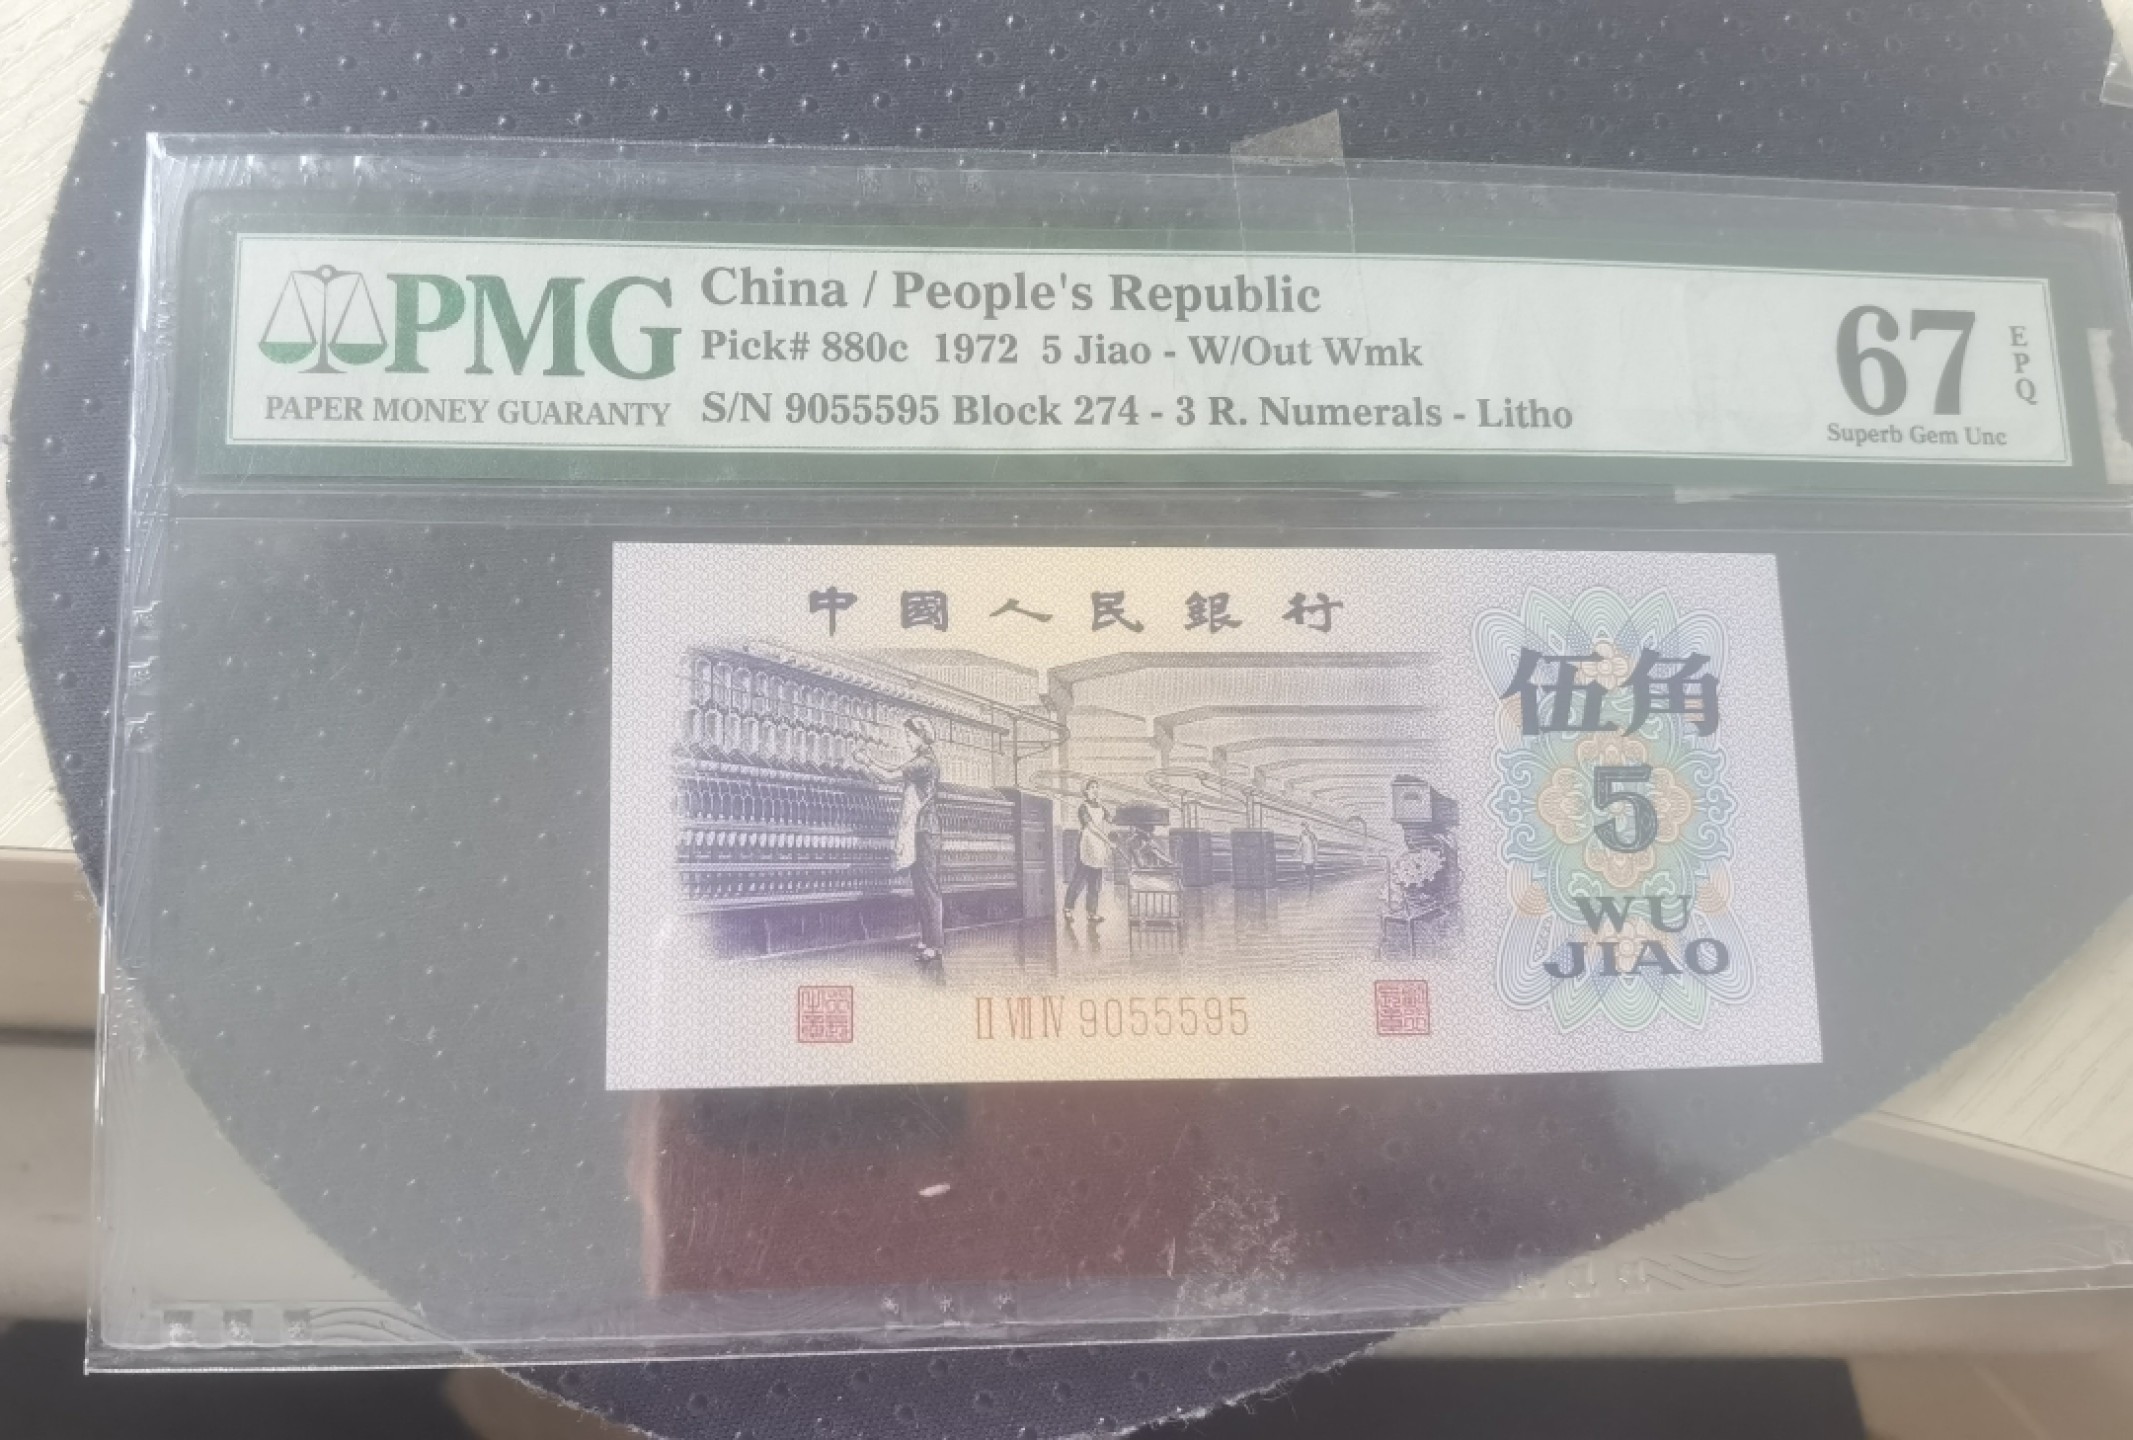 PMG
PAPER MONEY GUARANTY
China / People's Republic
Pick# 880c 1972 5 Jiao - W/Out Wmk
S/N 9055595 Block 274 - 3 R. Numerals - Litho
67
EPQ
Superb Gem Unc
中國人民銀行
伍角
5
WU
JIAO
II VII IV 9055595